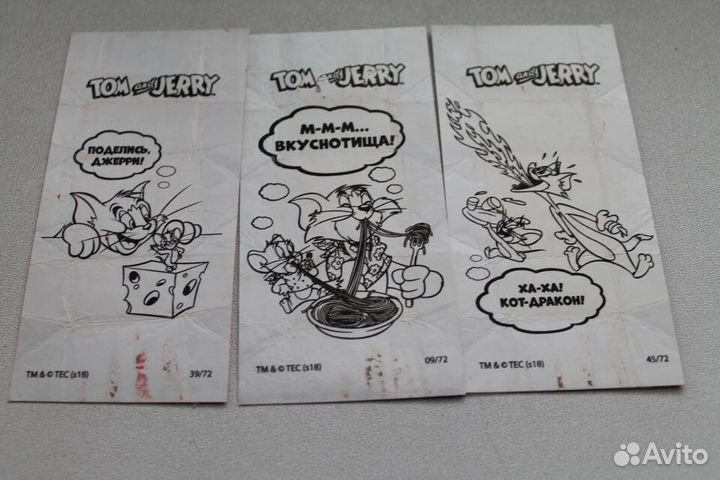 TOM and JERRY
ПОДЕЛИСЬ,
ДЖЕРРИ!
TM & © TEC (s18)
39/72
TOM and JERRY
М-М-М...
ВКУСНОТИЩА!
TM & © TEC (s18)
09/72
TOM and JERRY
ХА-ХА!
КОТ-ДРАКОН!
TM & © TEC (s18)
45/72
Avito